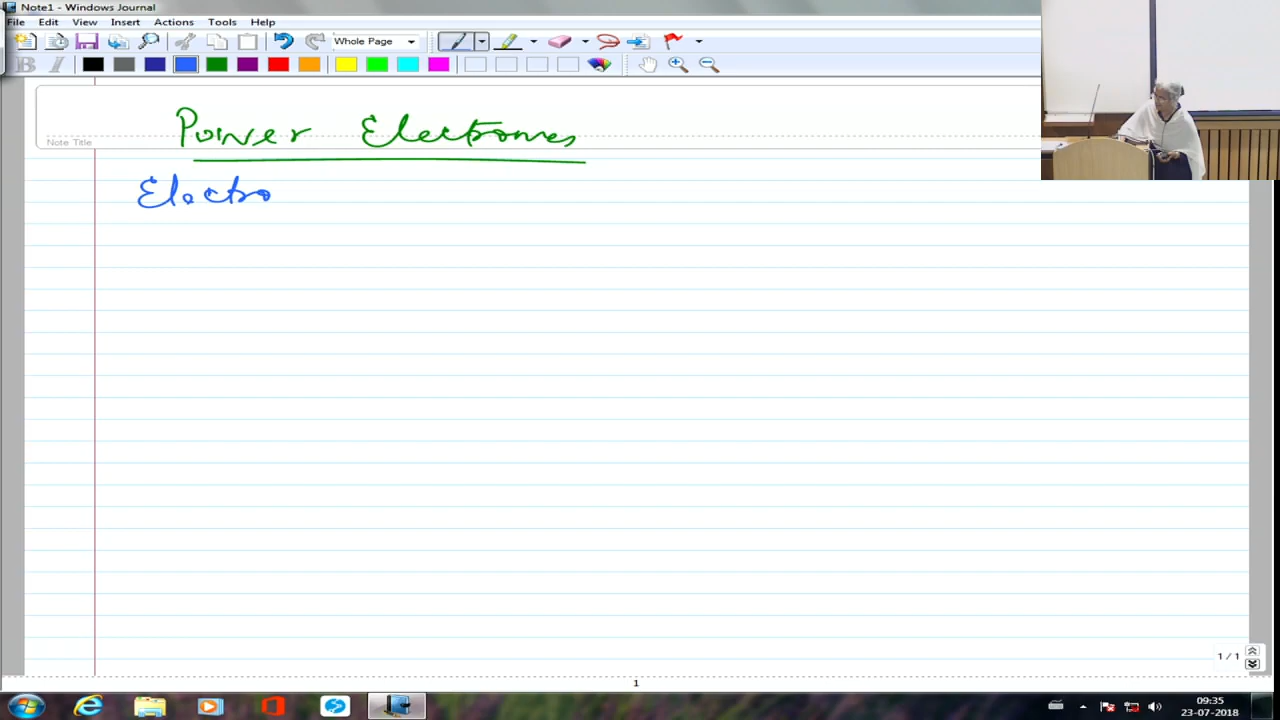 Note1 - Windows Journal
File Edit View Insert Actions Tools Help
Whole Page
B I
Power Electronics
Note Title
Electro
1 / 1
1
09:35
23-07-2018